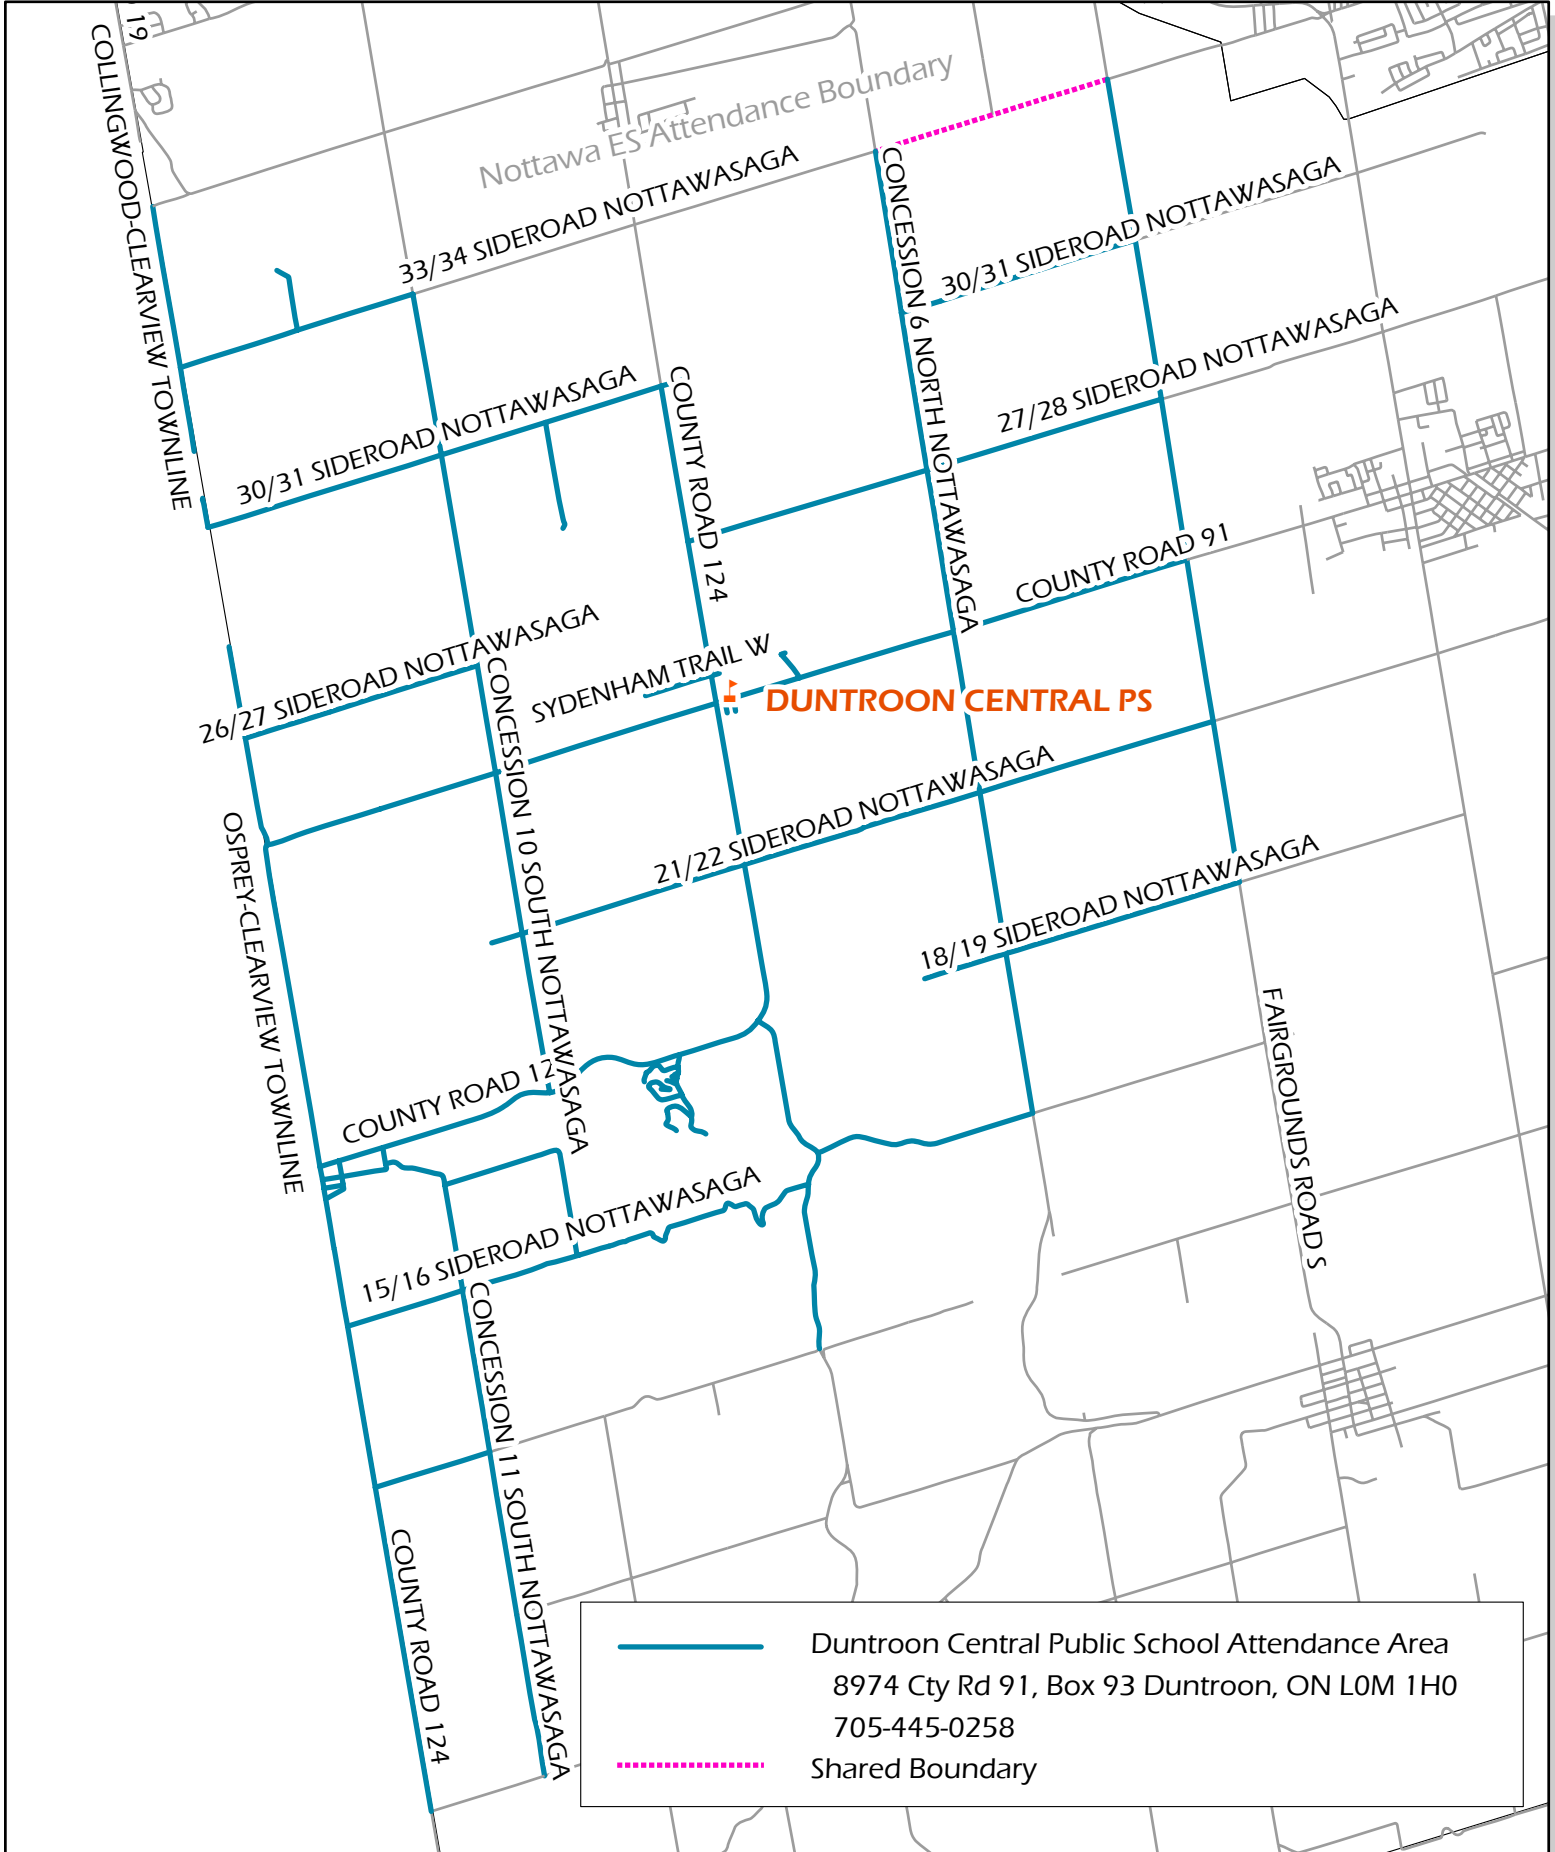 19
COLLINGWOOD-CLEARVIEW TOWNLINE
Nottawa ES Attendance Boundary
33/34 SIDEROAD NOTTAWASAGA
CONCESSION 6 NORTH NOTTAWASAGA
30/31 SIDEROAD NOTTAWASAGA
27/28 SIDEROAD NOTTAWASAGA
30/31 SIDEROAD NOTTAWASAGA
COUNTY ROAD 124
COUNTY ROAD 91
26/27 SIDEROAD NOTTAWASAGA
SYDENHAM TRAIL W
DUNTROON CENTRAL PS
CONCESSION 10 SOUTH NOTTAWASAGA
21/22 SIDEROAD NOTTAWASAGA
OSPREY-CLEARVIEW TOWNLINE
18/19 SIDEROAD NOTTAWASAGA
FAIRGROUNDS ROAD S
COUNTY ROAD 12
15/16 SIDEROAD NOTTAWASAGA
CONCESSION 11 SOUTH NOTTAWASAGA
COUNTY ROAD 124
Duntroon Central Public School Attendance Area
8974 Cty Rd 91, Box 93 Duntroon, ON L0M 1H0
705-445-0258
Shared Boundary